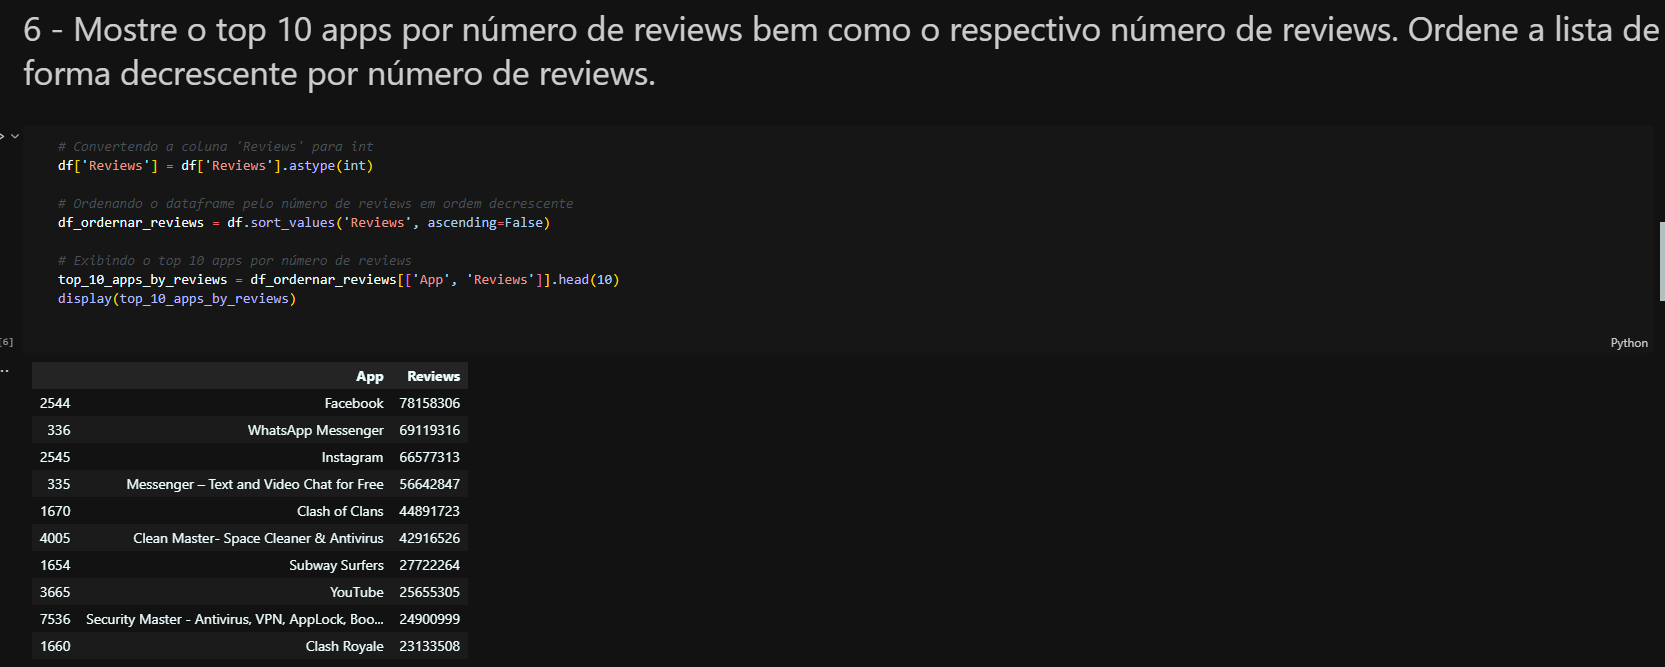 6 - Mostre o top 10 apps por número de reviews bem como o respectivo número de reviews. Ordene a lista de
forma decrescente por número de reviews.
# Convertendo a coluna 'Reviews' para int
df['Reviews'] = df['Reviews'].astype(int)
# Ordenando o dataframe pelo número de reviews em ordem decrescente
df_ordernar_reviews = df.sort_values('Reviews', ascending=False)
# Exibindo o top 10 apps por número de reviews
top_10_apps_by_reviews = df_ordernar_reviews[['App', 'Reviews']].head(10)
display(top_10_apps_by_reviews)
[6]
Python
App Reviews
2544 Facebook 78158306
336 WhatsApp Messenger 69119316
2545 Instagram 66577313
335 Messenger – Text and Video Chat for Free 56642847
1670 Clash of Clans 44891723
4005 Clean Master- Space Cleaner & Antivirus 42916526
1654 Subway Surfers 27722264
3665 YouTube 25655305
7536 Security Master - Antivirus, VPN, AppLock, Boo... 24900999
1660 Clash Royale 23133508